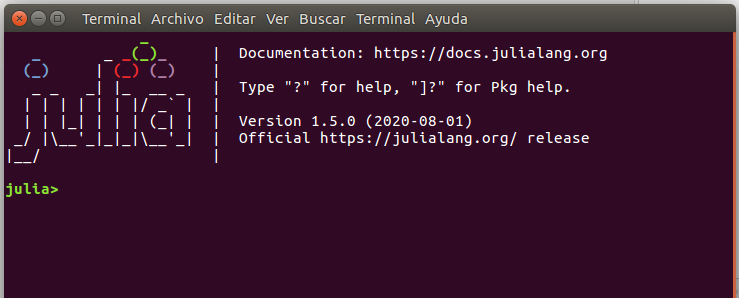 Terminal Archivo Editar Ver Buscar Terminal Ayuda
               _
   _       _ _(_)_     |  Documentation: https://docs.julialang.org
  (_)     | (_) (_)    |
   _ _   _| |_  __ _   |  Type "?" for help, "]?" for Pkg help.
  | | | | | | |/ _` |  |
  | | |_| | | | (_| |  |  Version 1.5.0 (2020-08-01)
 _/ |\__'_|_|_|\__'_|  |  Official https://julialang.org/ release
|__/                   |
julia>